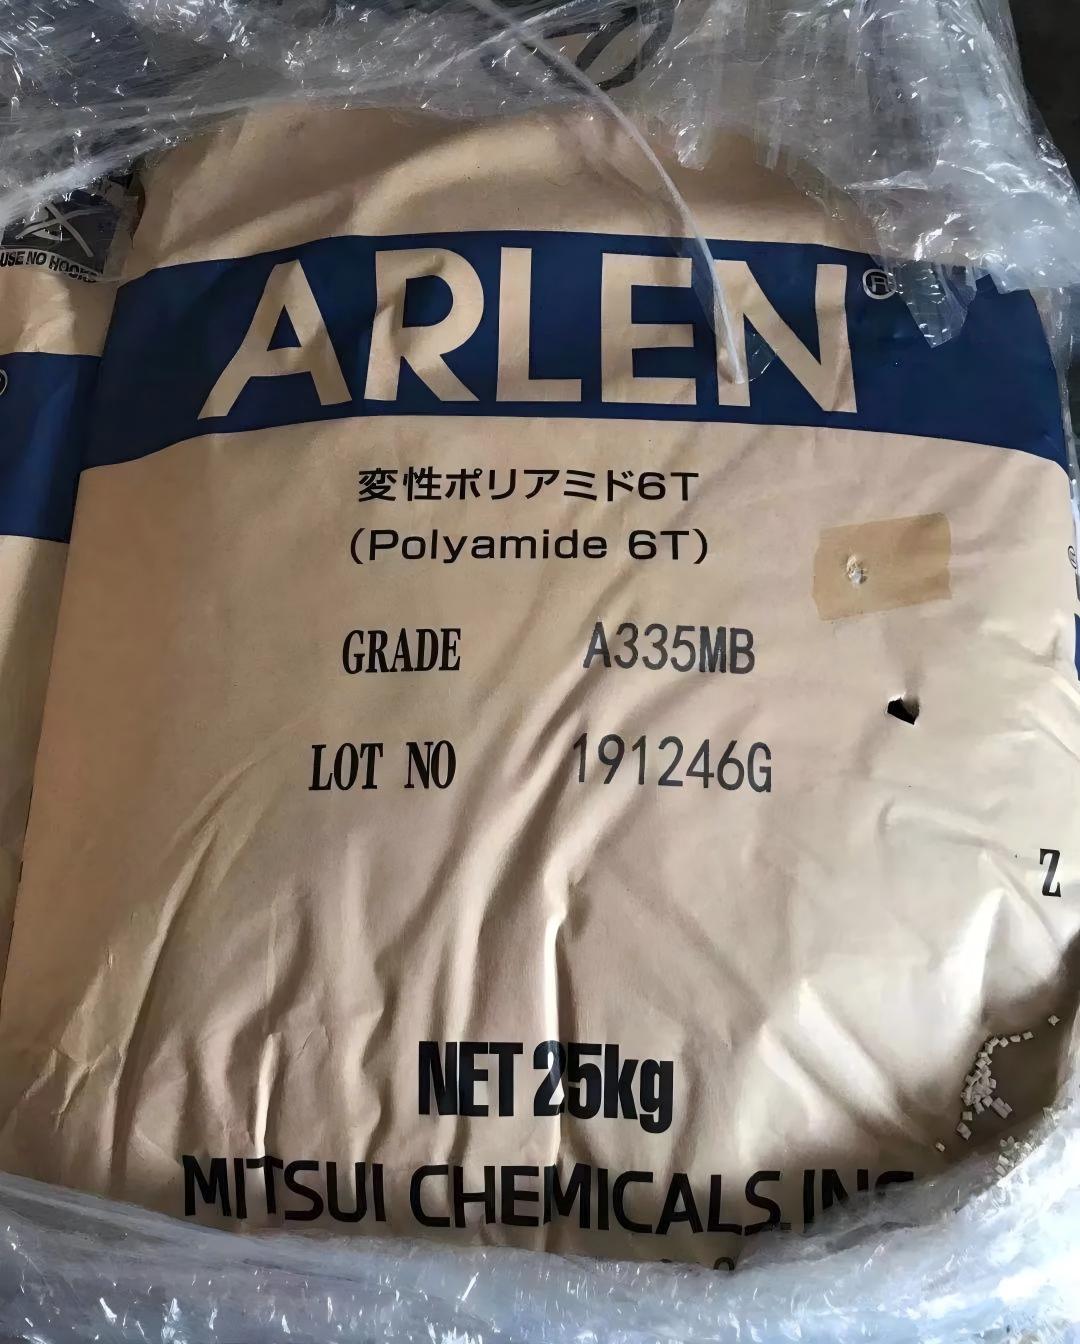 USE NO HOOKS
ARLEN®
変性ポリアミド6T
(Polyamide 6T)
GRADE A335MB
LOT NO 191246G
Z
NET 25kg
MITSUI CHEMICALS, INC